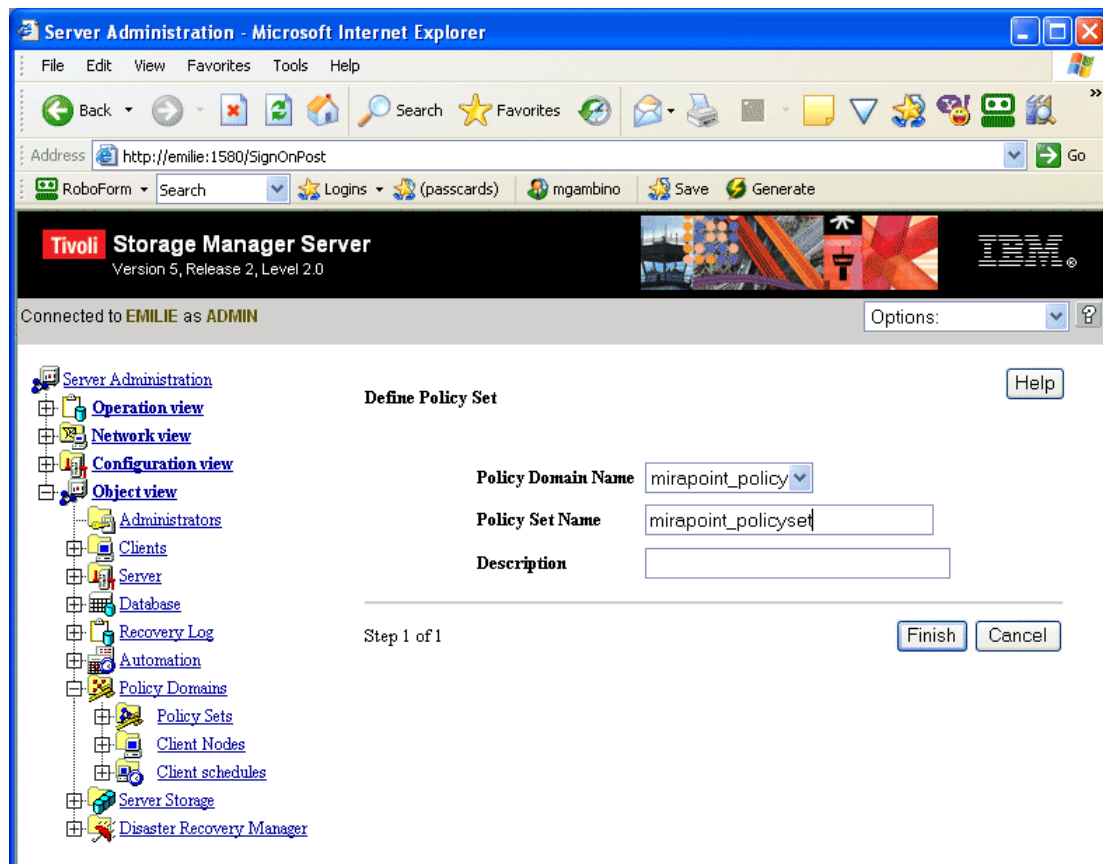 Server Administration - Microsoft Internet Explorer
File Edit View Favorites Tools Help
Back Search Favorites »
Address http://emilie:1580/SignOnPost Go
RoboForm Search Logins (passcards) mgambino Save Generate
Tivoli Storage Manager Server
Version 5, Release 2, Level 2.0
IBM®
Connected to EMILIE as ADMIN Options: ?
Server Administration
Operation view
Network view
Configuration view
Object view
Administrators
Clients
Server
Database
Recovery Log
Automation
Policy Domains
Policy Sets
Client Nodes
Client schedules
Server Storage
Disaster Recovery Manager
Help
Define Policy Set
Policy Domain Name mirapoint_policy
Policy Set Name mirapoint_policyset
Description
Step 1 of 1 Finish Cancel